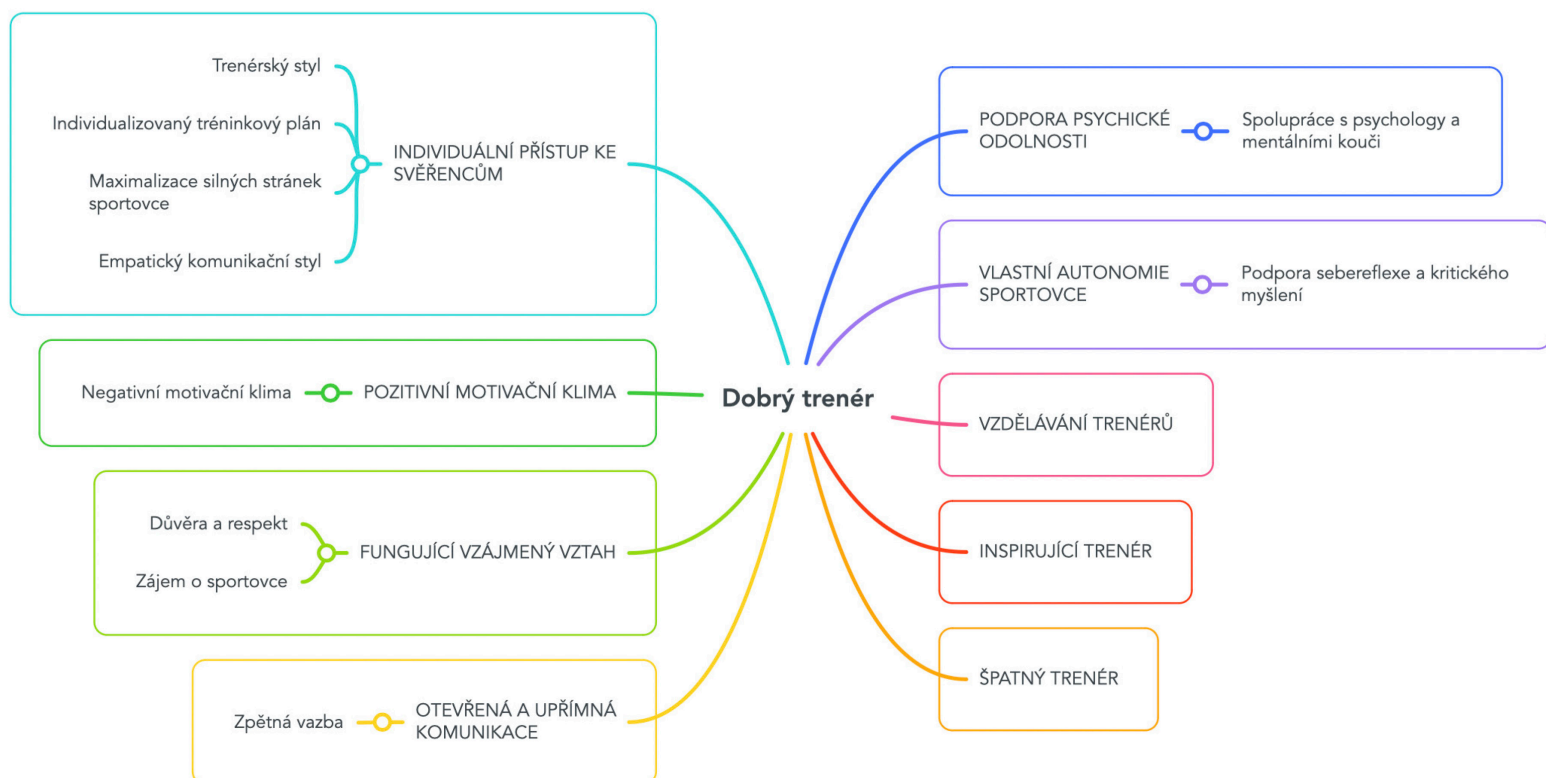 Trenérský styl
Individualizovaný tréninkový plán
Maximalizace silných stránek
sportovce
Empatický komunikační styl
INDIVIDUÁLNÍ PŘÍSTUP KE
SVĚŘENCŮM
Negativní motivační klima
POZITIVNÍ MOTIVAČNÍ KLIMA
Důvěra a respekt
Zájem o sportovce
FUNGUJÍCÍ VZÁJMENÝ VZTAH
Zpětná vazba
OTEVŘENÁ A UPŘÍMNÁ
KOMUNIKACE
Dobrý trenér
PODPORA PSYCHICKÉ
ODOLNOSTI
Spolupráce s psychology a
mentálními kouči
VLASTNÍ AUTONOMIE
SPORTOVCE
Podpora sebereflexe a kritického
myšlení
VZDĚLÁVÁNÍ TRENÉRŮ
INSPIRUJÍCÍ TRENÉR
ŠPATNÝ TRENÉR